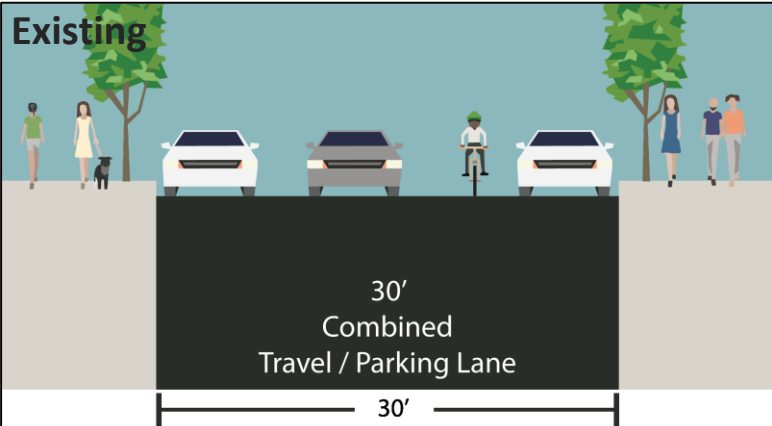 Existing
30’
Combined
Travel / Parking Lane
30’